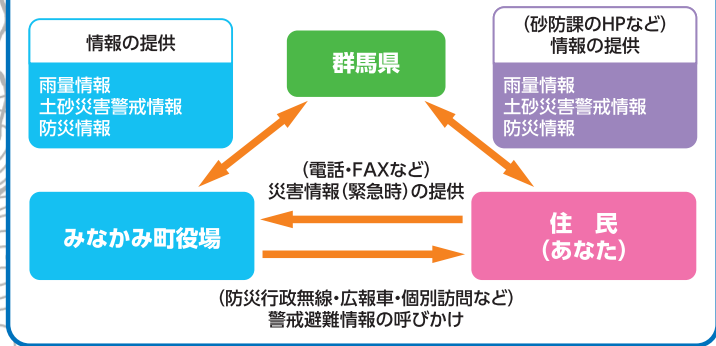 情報の提供
雨量情報
土砂災害警戒情報
防災情報
群馬県
(砂防課のHPなど)
情報の提供
雨量情報
土砂災害警戒情報
防災情報
(電話・FAXなど)
災害情報(緊急時)の提供
みなかみ町役場
住　民
(あなた)
(防災行政無線・広報車・個別訪問など)
警戒避難情報の呼びかけ